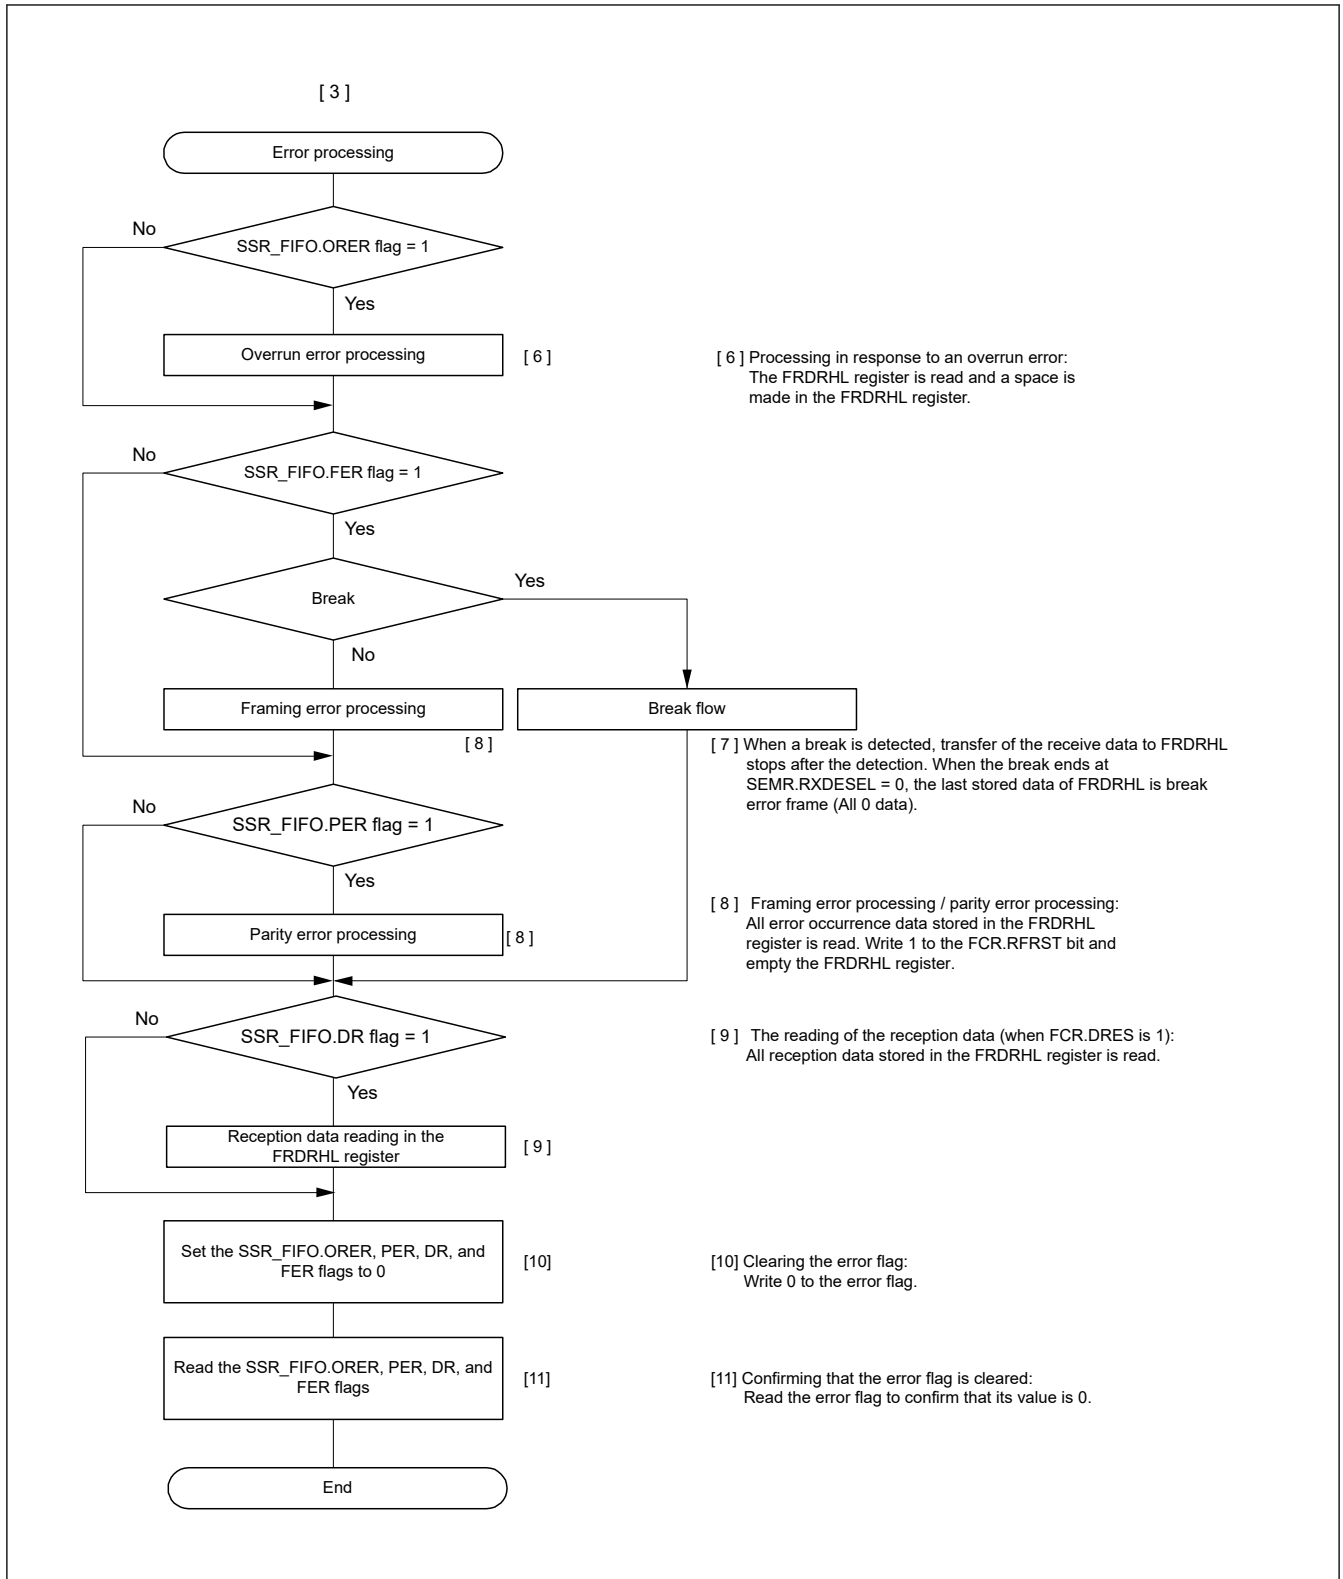 [ 3 ]
Error processing
No
SSR_FIFO.ORER flag = 1
Yes
Overrun error processing
[ 6 ]
[ 6 ] Processing in response to an overrun error:
The FRDRHL register is read and a space is
made in the FRDRHL register.
No
SSR_FIFO.FER flag = 1
Yes
Break
Yes
No
Framing error processing
Break flow
[ 8 ]
[ 7 ] When a break is detected, transfer of the receive data to FRDRHL
stops after the detection. When the break ends at
SEMR.RXDESEL = 0, the last stored data of FRDRHL is break
error frame (All 0 data).
No
SSR_FIFO.PER flag = 1
Yes
Parity error processing
[ 8 ]
[ 8 ] Framing error processing / parity error processing:
All error occurrence data stored in the FRDRHL
register is read. Write 1 to the FCR.RFRST bit and
empty the FRDRHL register.
No
SSR_FIFO.DR flag = 1
Yes
[ 9 ] The reading of the reception data (when FCR.DRES is 1):
All reception data stored in the FRDRHL register is read.
Reception data reading in the
FRDRHL register
[ 9 ]
Set the SSR_FIFO.ORER, PER, DR, and
FER flags to 0
[10]
[10] Clearing the error flag:
Write 0 to the error flag.
Read the SSR_FIFO.ORER, PER, DR, and
FER flags
[11]
[11] Confirming that the error flag is cleared:
Read the error flag to confirm that its value is 0.
End